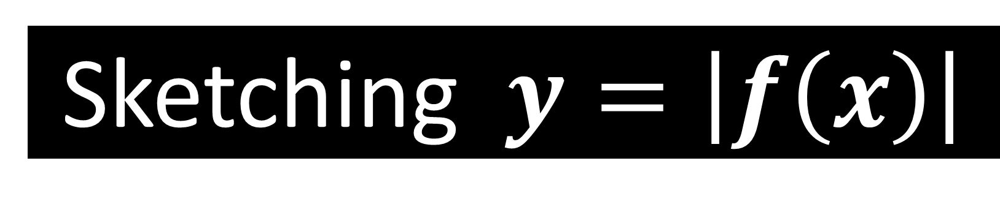 Sketching y = |f(x)|